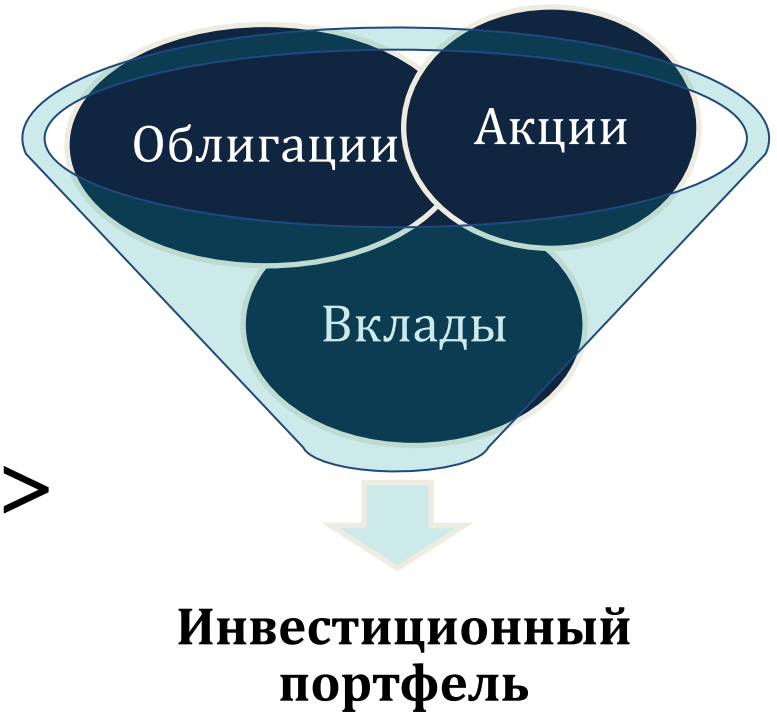 Облигации
Акции
Вклады
>
Инвестиционный
портфель